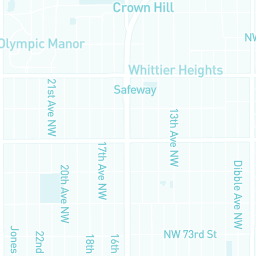 Crown Hill
NW
Olympic Manor
Whittier Heights
Safeway
21st Ave NW
13th Ave NW
17th Ave NW
20th Ave NW
Dibble Ave NW
Jones
22nd
18th
16th
NW 73rd St